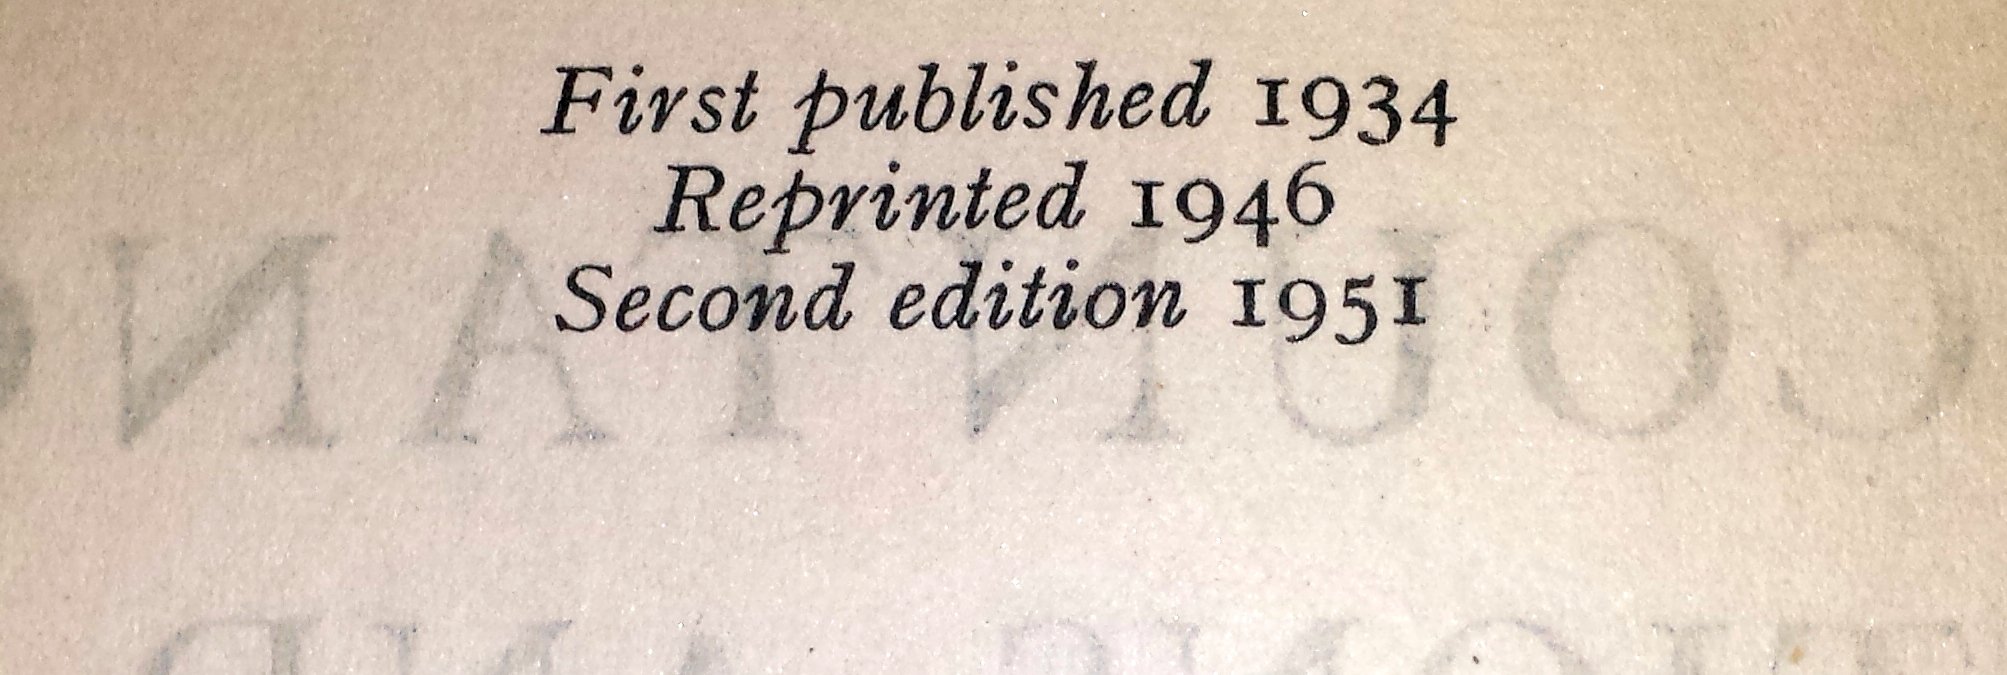 First published 1934
Reprinted 1946
Second edition 1951